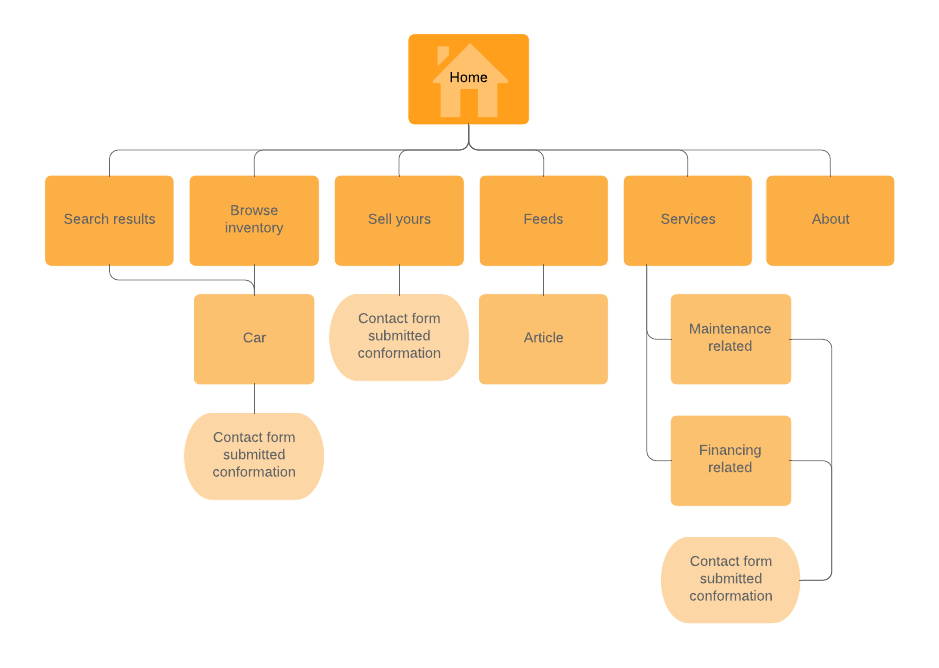 Home
Search results
Browse
inventory
Sell yours
Feeds
Services
About
Car
Contact form
submitted
conformation
Article
Maintenance
related
Contact form
submitted
conformation
Financing
related
Contact form
submitted
conformation